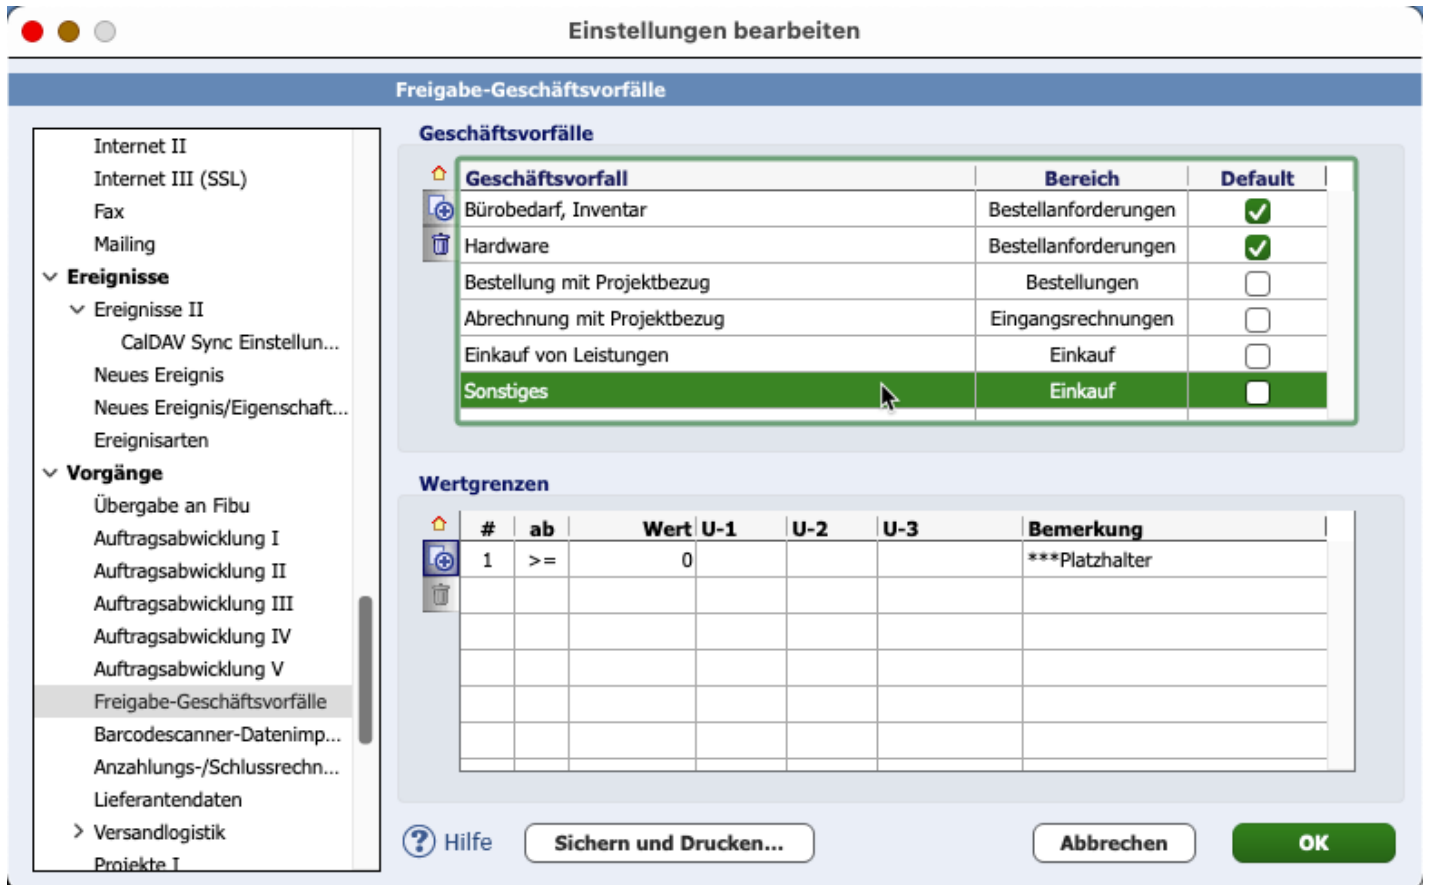 Einstellungen bearbeiten
Freigabe-Geschäftsvorfälle
Internet II
Internet III (SSL)
Fax
Mailing
Ereignisse
Ereignisse II
CalDAV Sync Einstellun...
Neues Ereignis
Neues Ereignis/Eigenschaft...
Ereignisarten
Vorgänge
Übergabe an Fibu
Auftragsabwicklung I
Auftragsabwicklung II
Auftragsabwicklung III
Auftragsabwicklung IV
Auftragsabwicklung V
Freigabe-Geschäftsvorfälle
Barcodescanner-Datenimp...
Anzahlungs-/Schlussrechn...
Lieferantendaten
Versandlogistik
Projekte I
Geschäftsvorfälle
Geschäftsvorfall Bereich Default
Bürobedarf, Inventar Bestellanforderungen
Hardware Bestellanforderungen
Bestellung mit Projektbezug Bestellungen
Abrechnung mit Projektbezug Eingangsrechnungen
Einkauf von Leistungen Einkauf
Sonstiges Einkauf
Wertgrenzen
# ab Wert U-1 U-2 U-3 Bemerkung
1 >= 0 ***Platzhalter
? Hilfe Sichern und Drucken... Abbrechen OK